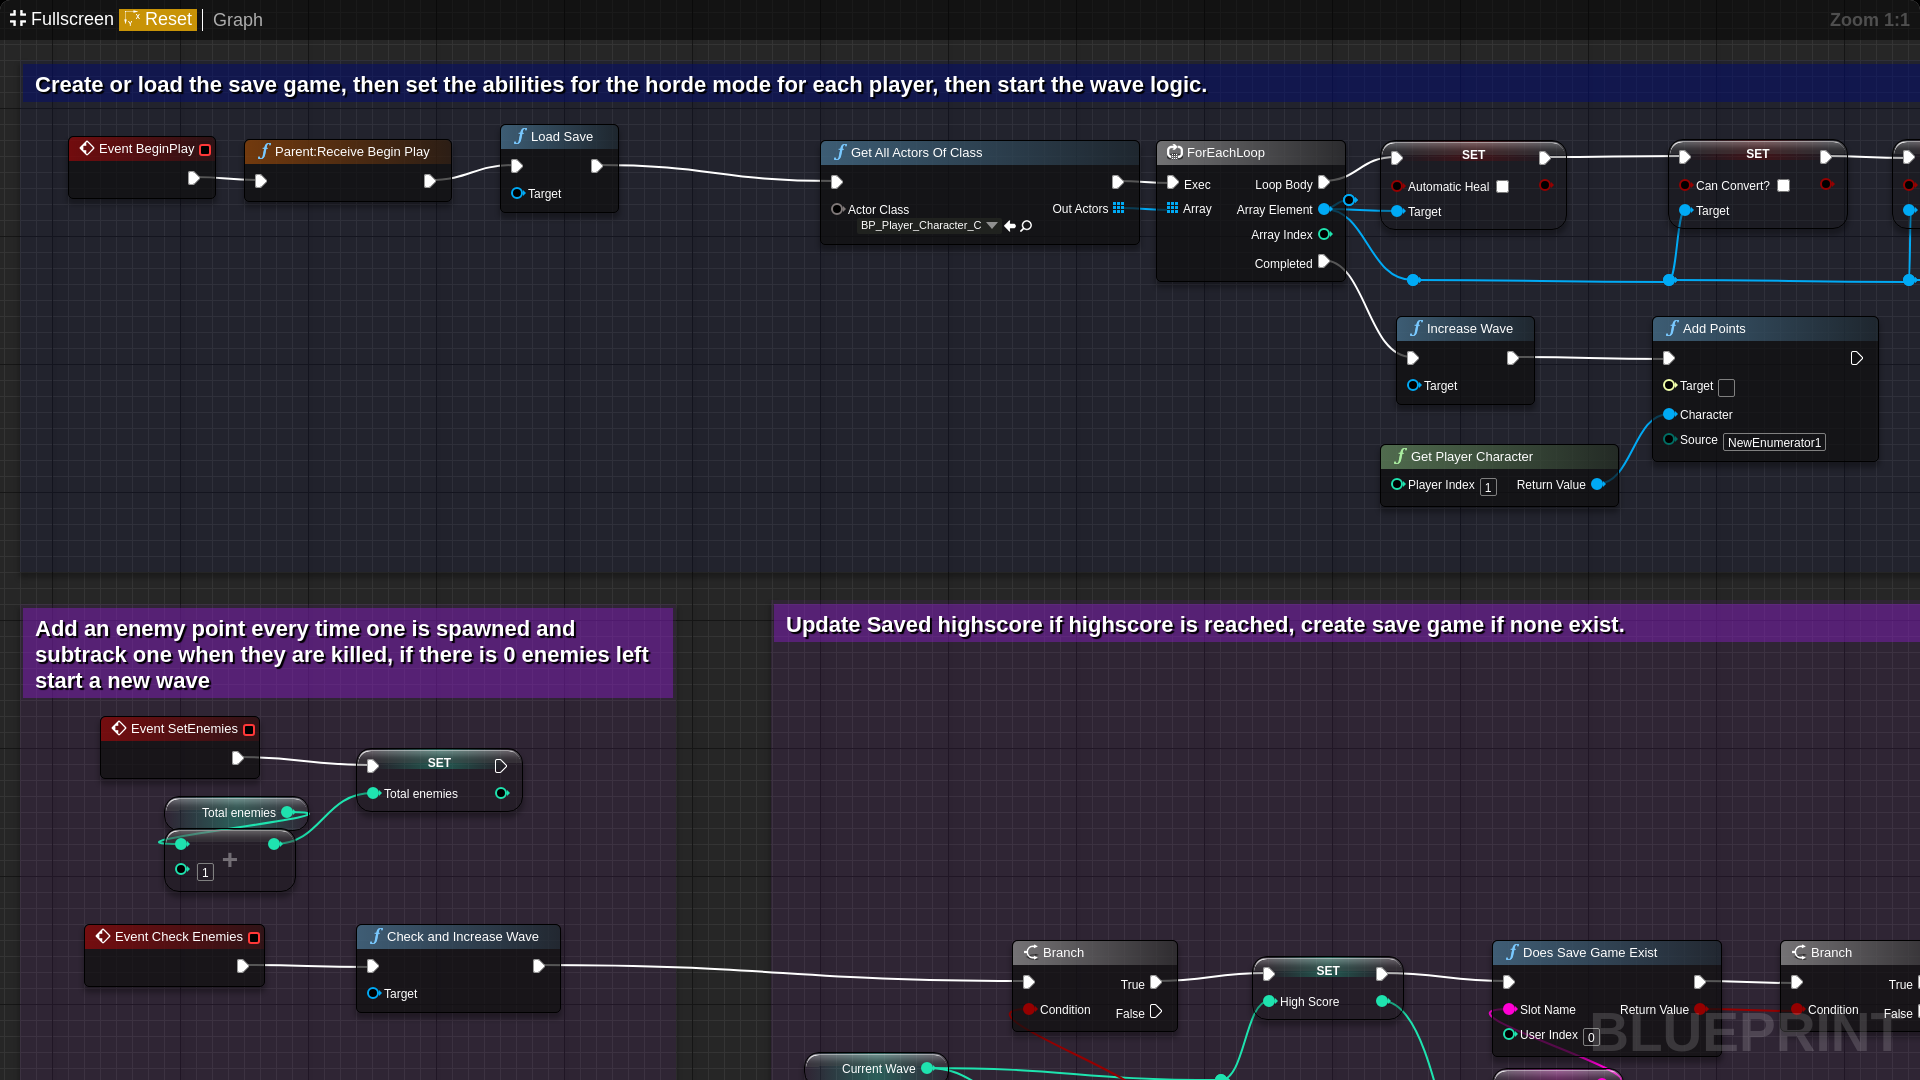 Fullscreen Reset Graph Zoom 1:1
Create or load the save game, then set the abilities for the horde mode for each player, then start the wave logic.
Event BeginPlay
Parent:Receive Begin Play
Load Save
Target
Get All Actors Of Class
Actor Class
BP_Player_Character_C
Out Actors
ForEachLoop
Exec Loop Body
Array Array Element
Array Index
Completed
SET
Automatic Heal
Target
SET
Can Convert?
Target
Increase Wave
Target
Add Points
Target
Character
Source NewEnumerator1
Get Player Character
Player Index 1 Return Value
Add an enemy point every time one is spawned and
subtrack one when they are killed, if there is 0 enemies left
start a new wave
Event SetEnemies
SET
Total enemies
Total enemies
+
1
Event Check Enemies
Check and Increase Wave
Target
Update Saved highscore if highscore is reached, create save game if none exist.
Branch
True
Condition
False
SET
High Score
Does Save Game Exist
Slot Name Return Value
User Index 0
Branch
True
Condition
False
Current Wave
BLUEPRINT